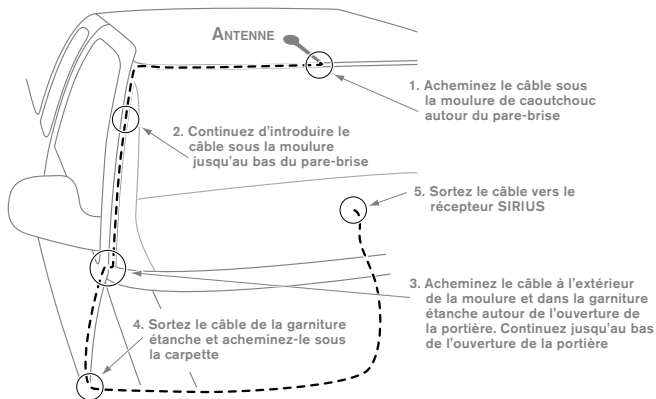 ANTENNE
1. Acheminez le câble sous
la moulure de caoutchouc
autour du pare-brise
2. Continuez d'introduire le
câble sous la moulure
jusqu'au bas du pare-brise
5. Sortez le câble vers le
récepteur SIRIUS
3. Acheminez le câble à l'extérieur
de la moulure et dans la garniture
étanche autour de l'ouverture de
la portière. Continuez jusqu'au bas
de l'ouverture de la portière
4. Sortez le câble de la garniture
étanche et acheminez-le sous
la carpette